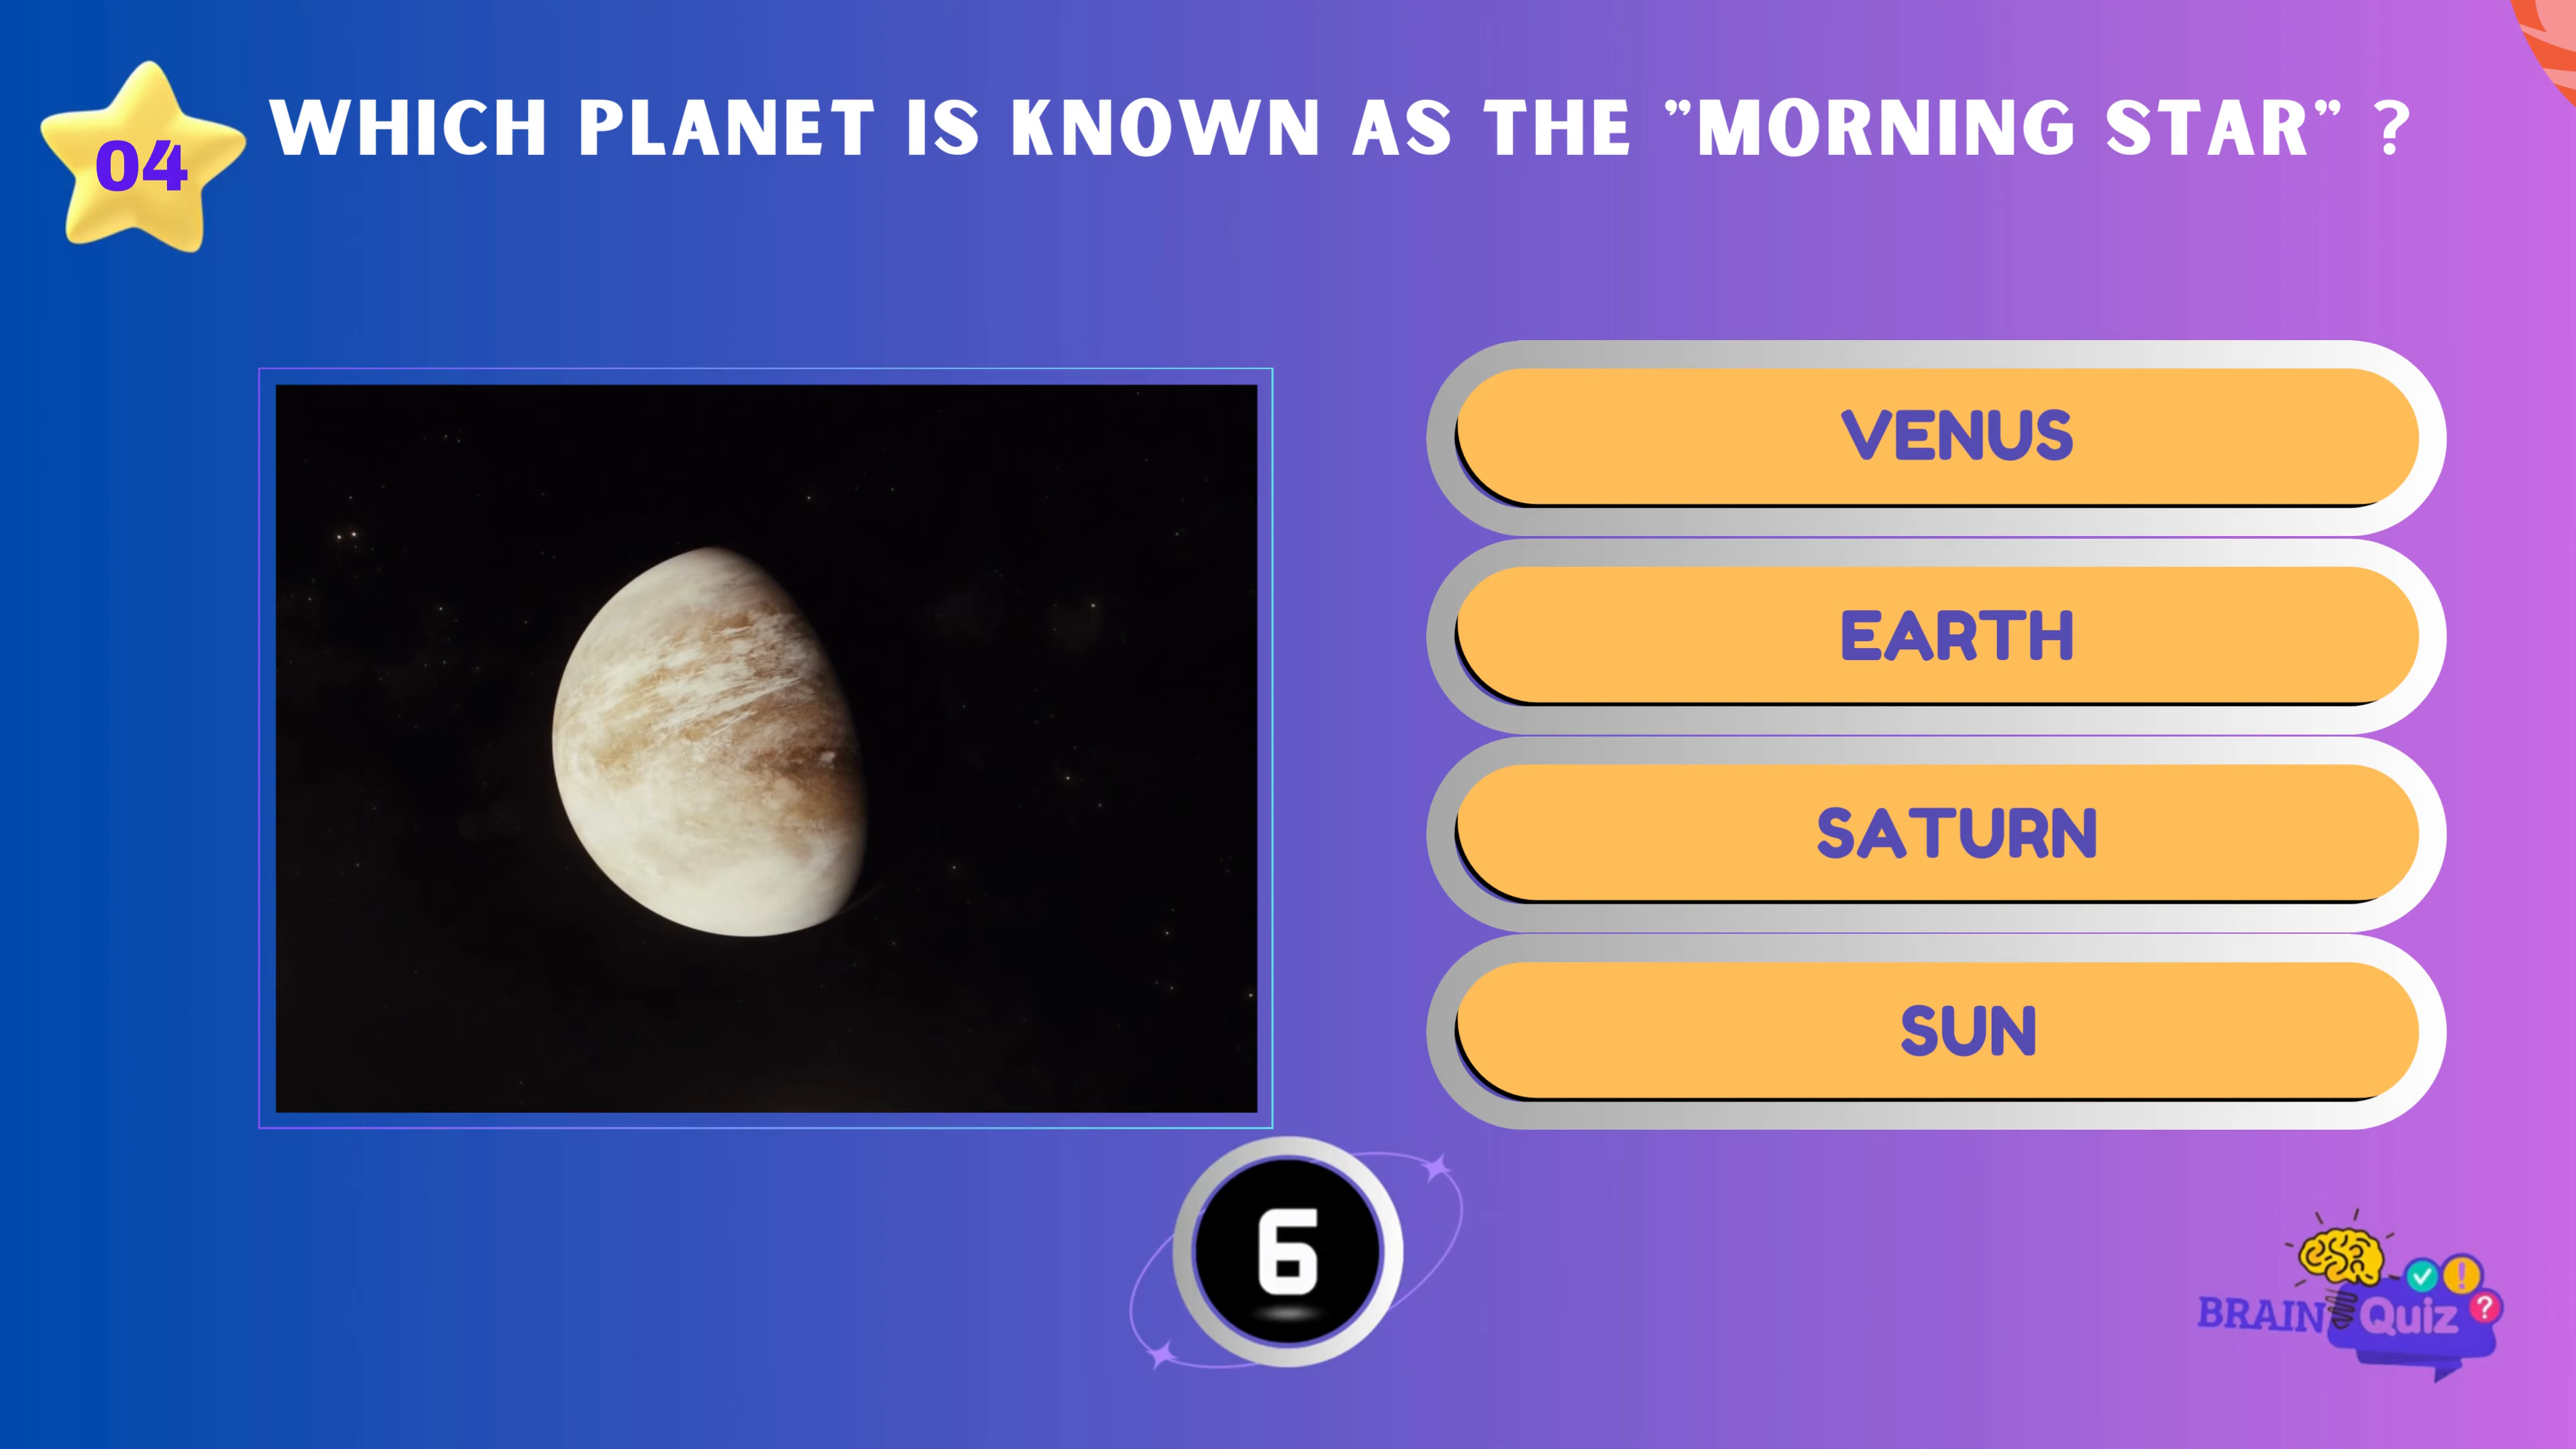 04
WHICH PLANET IS KNOWN AS THE ”MORNING STAR” ?
VENUS
EARTH
SATURN
SUN
6
BRAIN Quiz